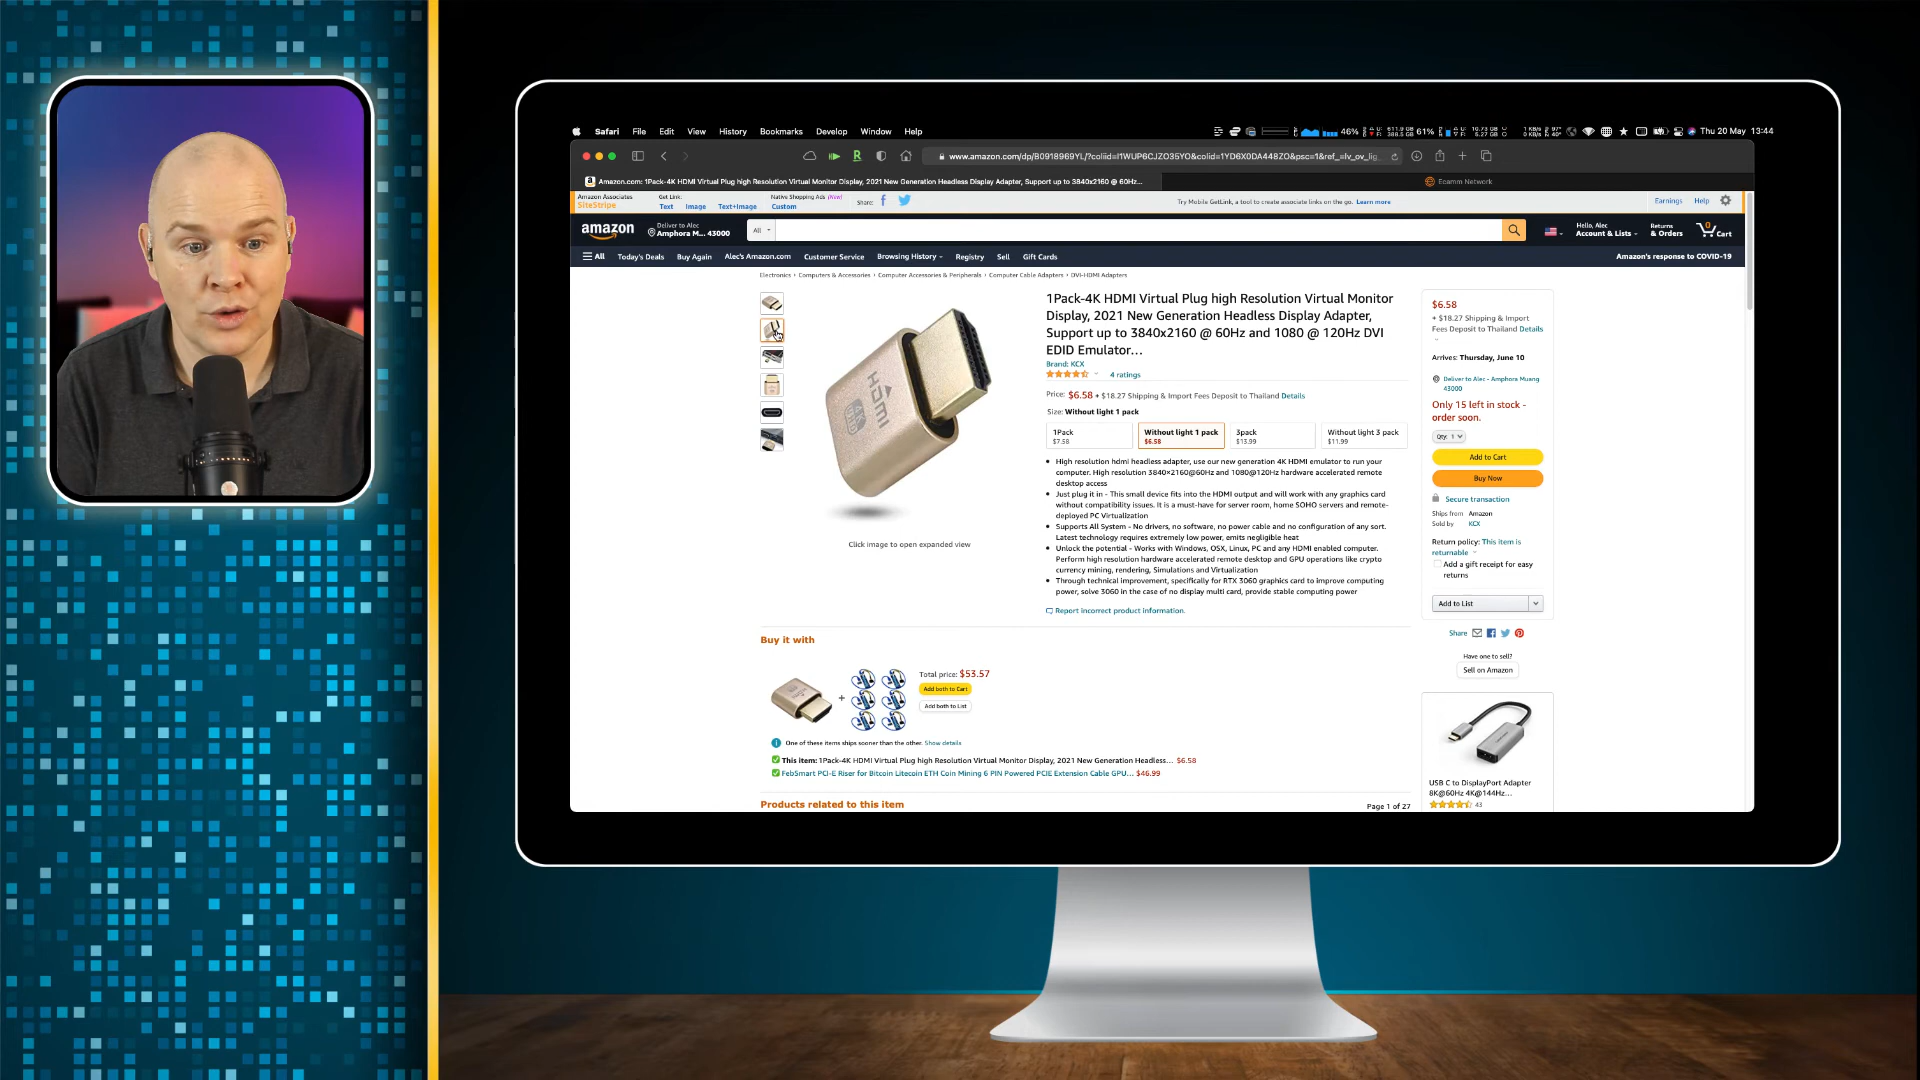 Safari File Edit View History Bookmarks Develop Window Help
46%
61%
Thu 20 May 13:44
www.amazon.com/dp/B0918969YL/?coliid=I1WUP6CJZO35YO&colid=1YD6X0DA448ZO&psc=1&ref_=lv_ov_lig...
Amazon.com: 1Pack-4K HDMI Virtual Plug high Resolution Virtual Monitor Display, 2021 New Generation Headless Display Adapter, Support up to 3840x2160 @ 60Hz...
Ecamm Network
Amazon Associates
SiteStripe
Get Link:
Text Image Text+Image
Native Shopping Ads (New)
Custom
Share:
Try Mobile GetLink, a tool to create associate links on the go. Learn more
Earnings Help
amazon
Deliver to Alec
Amphora M... 43000
All
Hello, Alec
Account & Lists
Returns
& Orders
0
Cart
All Today's Deals Buy Again Alec's Amazon.com Customer Service Browsing History Registry Sell Gift Cards
Amazon's response to COVID-19
Electronics › Computers & Accessories › Computer Accessories & Peripherals › Computer Cable Adapters › DVI-HDMI Adapters
HDMI
4K
Click image to open expanded view
1Pack-4K HDMI Virtual Plug high Resolution Virtual Monitor
Display, 2021 New Generation Headless Display Adapter,
Support up to 3840x2160 @ 60Hz and 1080 @ 120Hz DVI
EDID Emulator...
Brand: KCX
4 ratings
Price: $6.58 + $18.27 Shipping & Import Fees Deposit to Thailand Details
Size: Without light 1 pack
1Pack
$7.58
Without light 1 pack
$6.58
3pack
$13.99
Without light 3 pack
$11.99
• High resolution hdmi headless adapter, use our new generation 4K HDMI emulator to run your
computer. High resolution 3840×2160@60Hz and 1080@120Hz hardware accelerated remote
desktop access
• Just plug it in - This small device fits into the HDMI output and will work with any graphics card
without compatibility issues. It is a must-have for server room, home SOHO servers and remote-
deployed PC Virtualization
• Supports All System - No drivers, no software, no power cable and no configuration of any sort.
Latest technology requires extremely low power, emits negligible heat
• Unlock the potential - Works with Windows, OSX, Linux, PC and any HDMI enabled computer.
Perform high resolution hardware accelerated remote desktop and GPU operations like crypto
currency mining, rendering, Simulations and Virtualization
• Through technical improvement, specifically for RTX 3060 graphics card to improve computing
power, solve 3060 in the case of no display multi card, provide stable computing power
Report incorrect product information.
$6.58
+ $18.27 Shipping & Import
Fees Deposit to Thailand Details
Arrives: Thursday, June 10
Deliver to Alec - Amphora Muang
43000
Only 15 left in stock -
order soon.
Qty: 1
Add to Cart
Buy Now
Secure transaction
Ships from Amazon
Sold by KCX
Return policy: This item is
returnable
Add a gift receipt for easy
returns
Add to List
Share
Have one to sell?
Sell on Amazon
USB C to DisplayPort Adapter
8K@60Hz 4K@144Hz...
43
Buy it with
+
Total price: $53.57
Add both to Cart
Add both to List
One of these items ships sooner than the other. Show details
This item: 1Pack-4K HDMI Virtual Plug high Resolution Virtual Monitor Display, 2021 New Generation Headless... $6.58
FebSmart PCI-E Riser for Bitcoin Litecoin ETH Coin Mining 6 PIN Powered PCIE Extension Cable GPU... $46.99
Products related to this item
Page 1 of 27